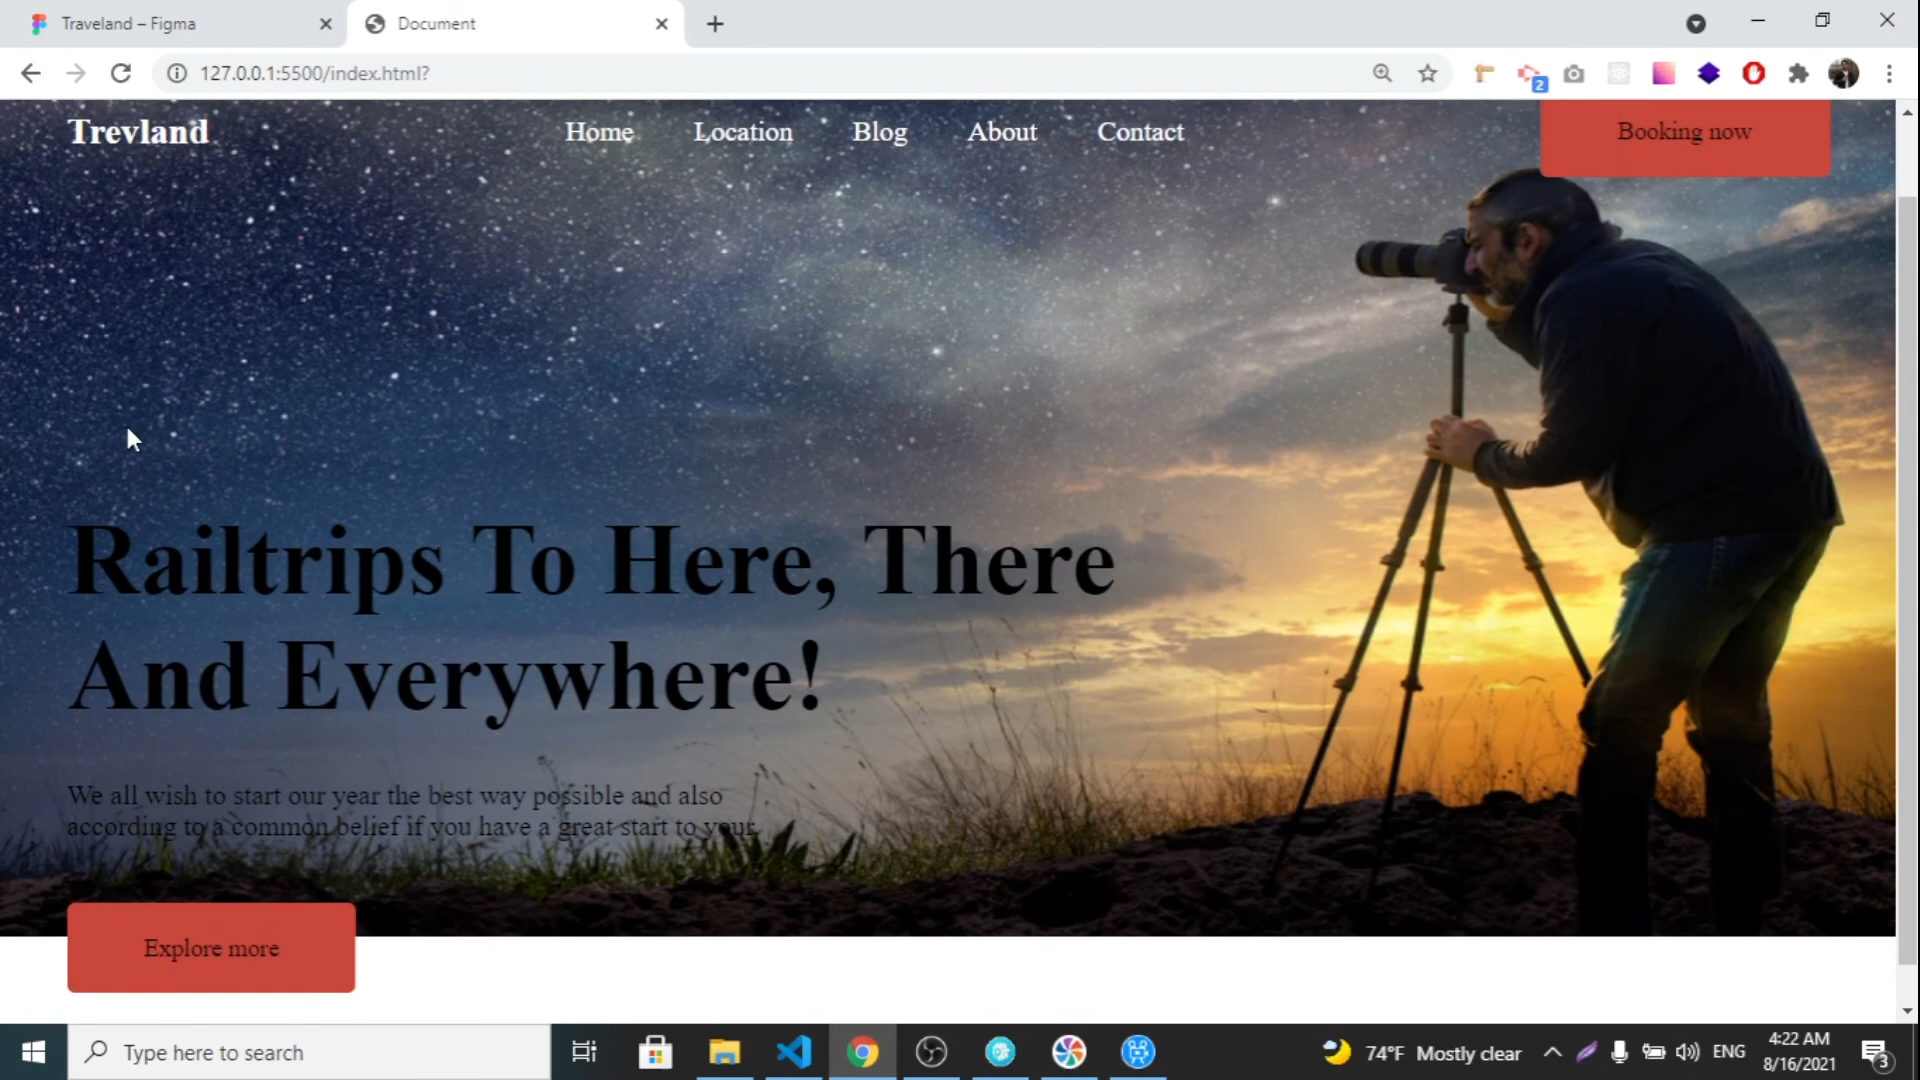 Traveland – Figma
Document
127.0.0.1:5500/index.html?
2
Trevland
Home
Location
Blog
About
Contact
Booking now
Railtrips To Here, There
And Everywhere!
We all wish to start our year the best way possible and also
according to a common belief if you have a great start to your
Explore more
Type here to search
74°F Mostly clear
ENG
4:22 AM
8/16/2021
3